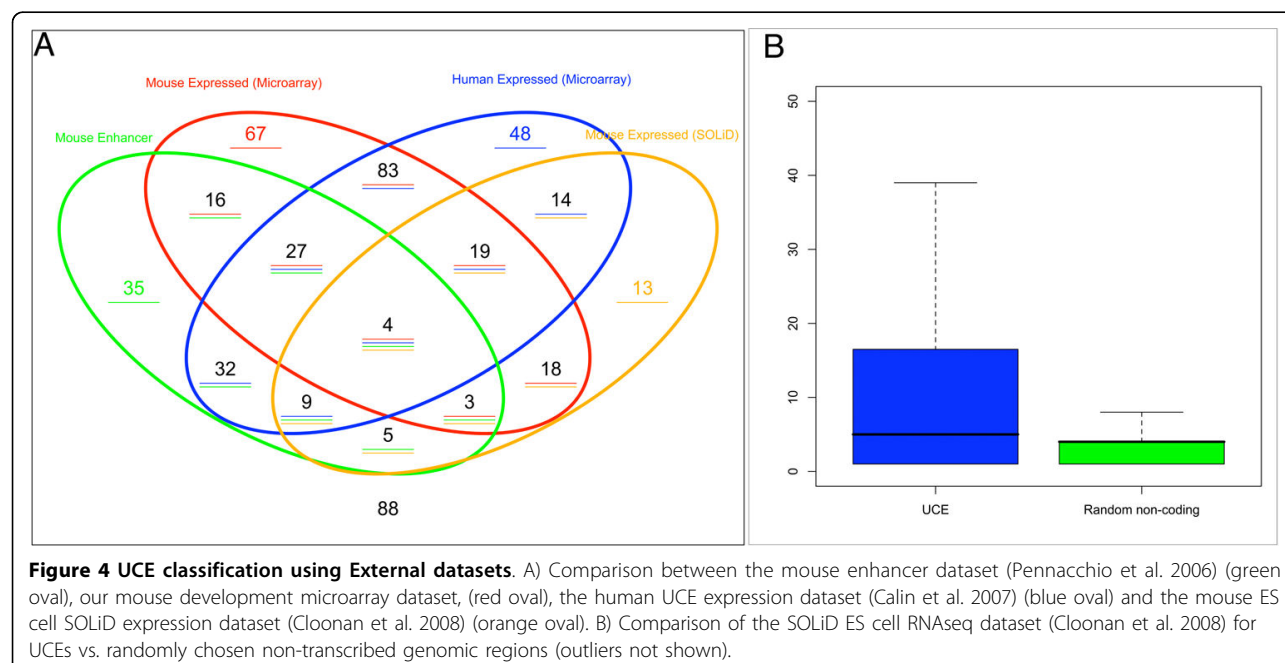 A
Mouse Expressed (Microarray)
Human Expressed (Microarray)
Mouse Enhancer
Mouse Expressed (SOLiD)
67
48
83
16
14
27
19
35
13
4
32
18
9
3
5
88
B
50
40
30
20
10
0
UCE
Random non-coding
Figure 4 UCE classification using External datasets. A) Comparison between the mouse enhancer dataset (Pennacchio et al. 2006) (green
oval), our mouse development microarray dataset, (red oval), the human UCE expression dataset (Calin et al. 2007) (blue oval) and the mouse ES
cell SOLiD expression dataset (Cloonan et al. 2008) (orange oval). B) Comparison of the SOLiD ES cell RNAseq dataset (Cloonan et al. 2008) for
UCEs vs. randomly chosen non-transcribed genomic regions (outliers not shown).